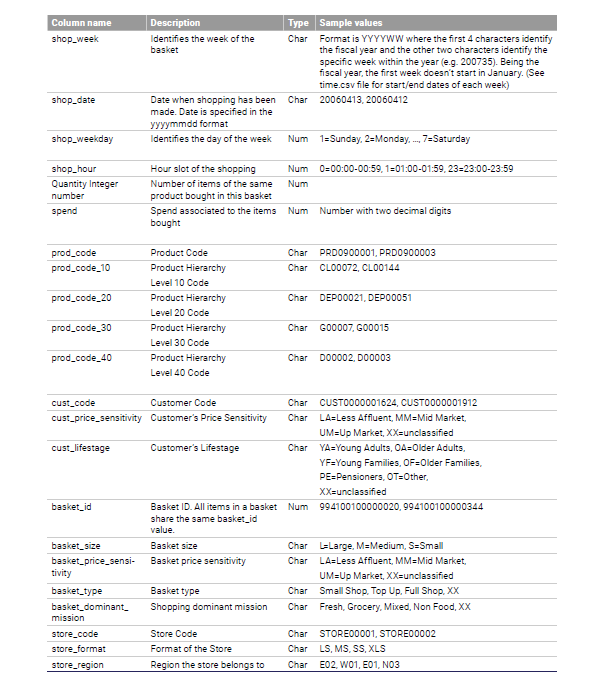 Column name Description Type Sample values
shop_week Identifies the week of the Char Format is YYYYWW where the first 4 characters identify
basket the fiscal year and the other two characters identify the
specific week within the year (e.g. 200735). Being the
fiscal year, the first week doesn't start in January. (See
time.csv file for start/end dates of each week)
shop_date Date when shopping has been Char 20060413, 20060412
made. Date is specified in the
yyyymmdd format
shop_weekday Identifies the day of the week Num 1=Sunday, 2=Monday, ..., 7=Saturday
shop_hour Hour slot of the shopping Num 0=00:00-00:59, 1=01:00-01:59, 23=23:00-23:59
Quantity Integer Number of items of the same Num
number product bought in this basket
spend Spend associated to the items Num Number with two decimal digits
bought
prod_code Product Code Char PRD0900001, PRD0900003
prod_code_10 Product Hierarchy Char CL00072, CL00144
Level 10 Code
prod_code_20 Product Hierarchy Char DEP00021, DEP00051
Level 20 Code
prod_code_30 Product Hierarchy Char G00007, G00015
Level 30 Code
prod_code_40 Product Hierarchy Char D00002, D00003
Level 40 Code
cust_code Customer Code Char CUST0000001624, CUST0000001912
cust_price_sensitivity Customer's Price Sensitivity Char LA=Less Affluent, MM=Mid Market,
UM=Up Market, XX=unclassified
cust_lifestage Customer's Lifestage Char YA=Young Adults, OA=Older Adults,
YF=Young Families, OF=Older Families,
PE=Pensioners, OT=Other,
XX=unclassified
basket_id Basket ID. All items in a basket Num 994100100000020, 994100100000344
share the same basket_id
value.
basket_size Basket size Char L=Large, M=Medium, S=Small
basket_price_sensi- Basket price sensitivity Char LA=Less Affluent, MM=Mid Market,
tivity UM=Up Market, XX=unclassified
basket_type Basket type Char Small Shop, Top Up, Full Shop, XX
basket_dominant_ Shopping dominant mission Char Fresh, Grocery, Mixed, Non Food, XX
mission
store_code Store Code Char STORE00001, STORE00002
store_format Format of the Store Char LS, MS, SS, XLS
store_region Region the store belongs to Char E02, W01, E01, N03